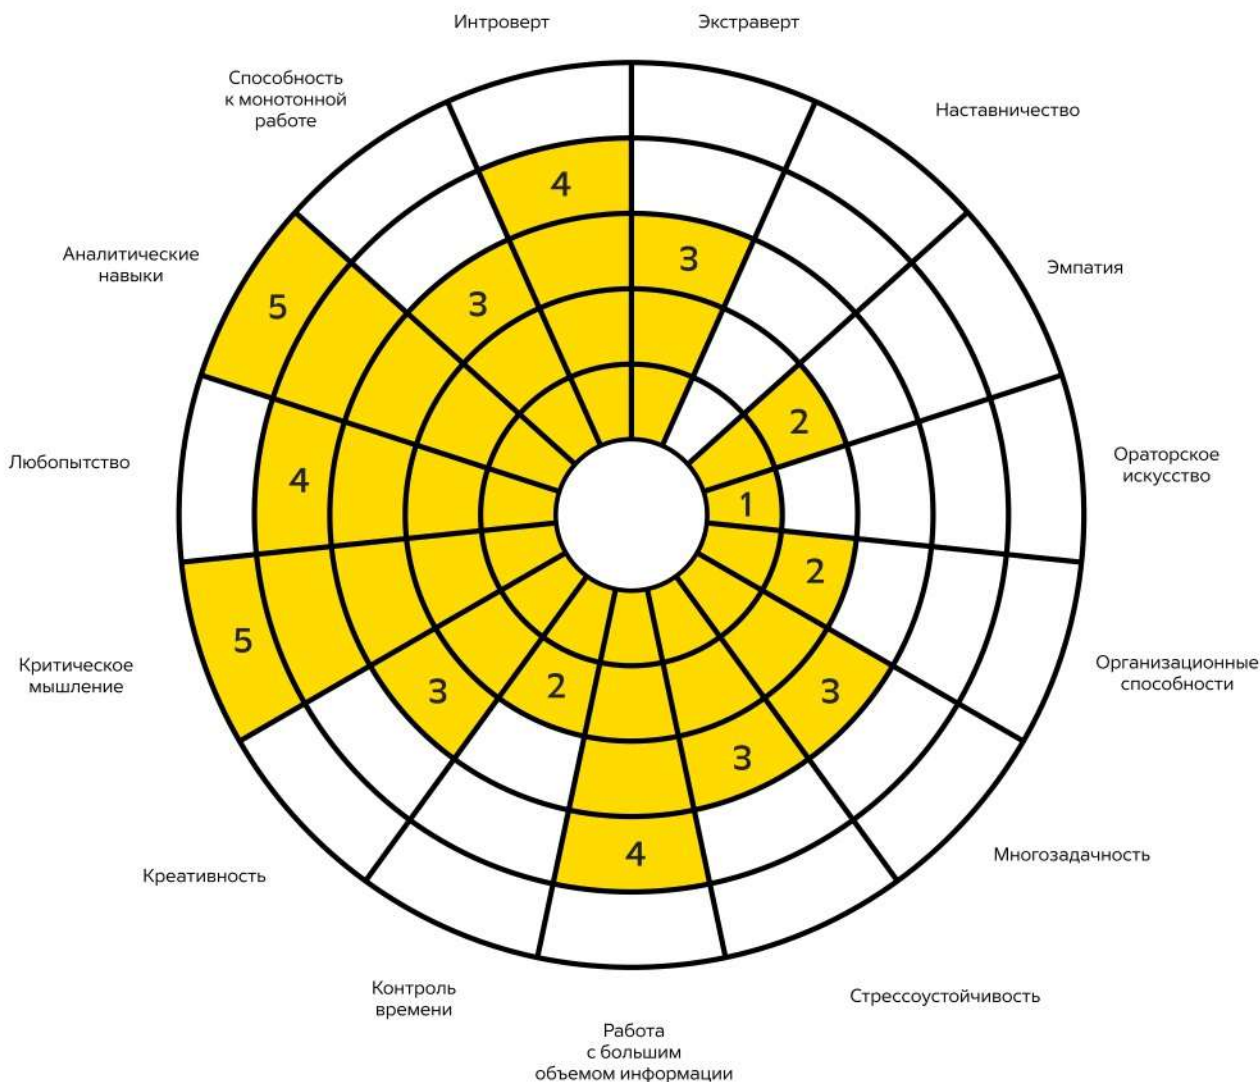 Интроверт
Экстраверт
Способность
к монотонной
работе
Наставничество
4
Аналитические
навыки
3
Эмпатия
5
3
2
Любопытство
4
Ораторское
искусство
1
2
5
Критическое
мышление
Организационные
способности
3
2
3
3
4
Многозадачность
Креативность
Контроль
времени
Стрессоустойчивость
Работа
с большим
объемом информации